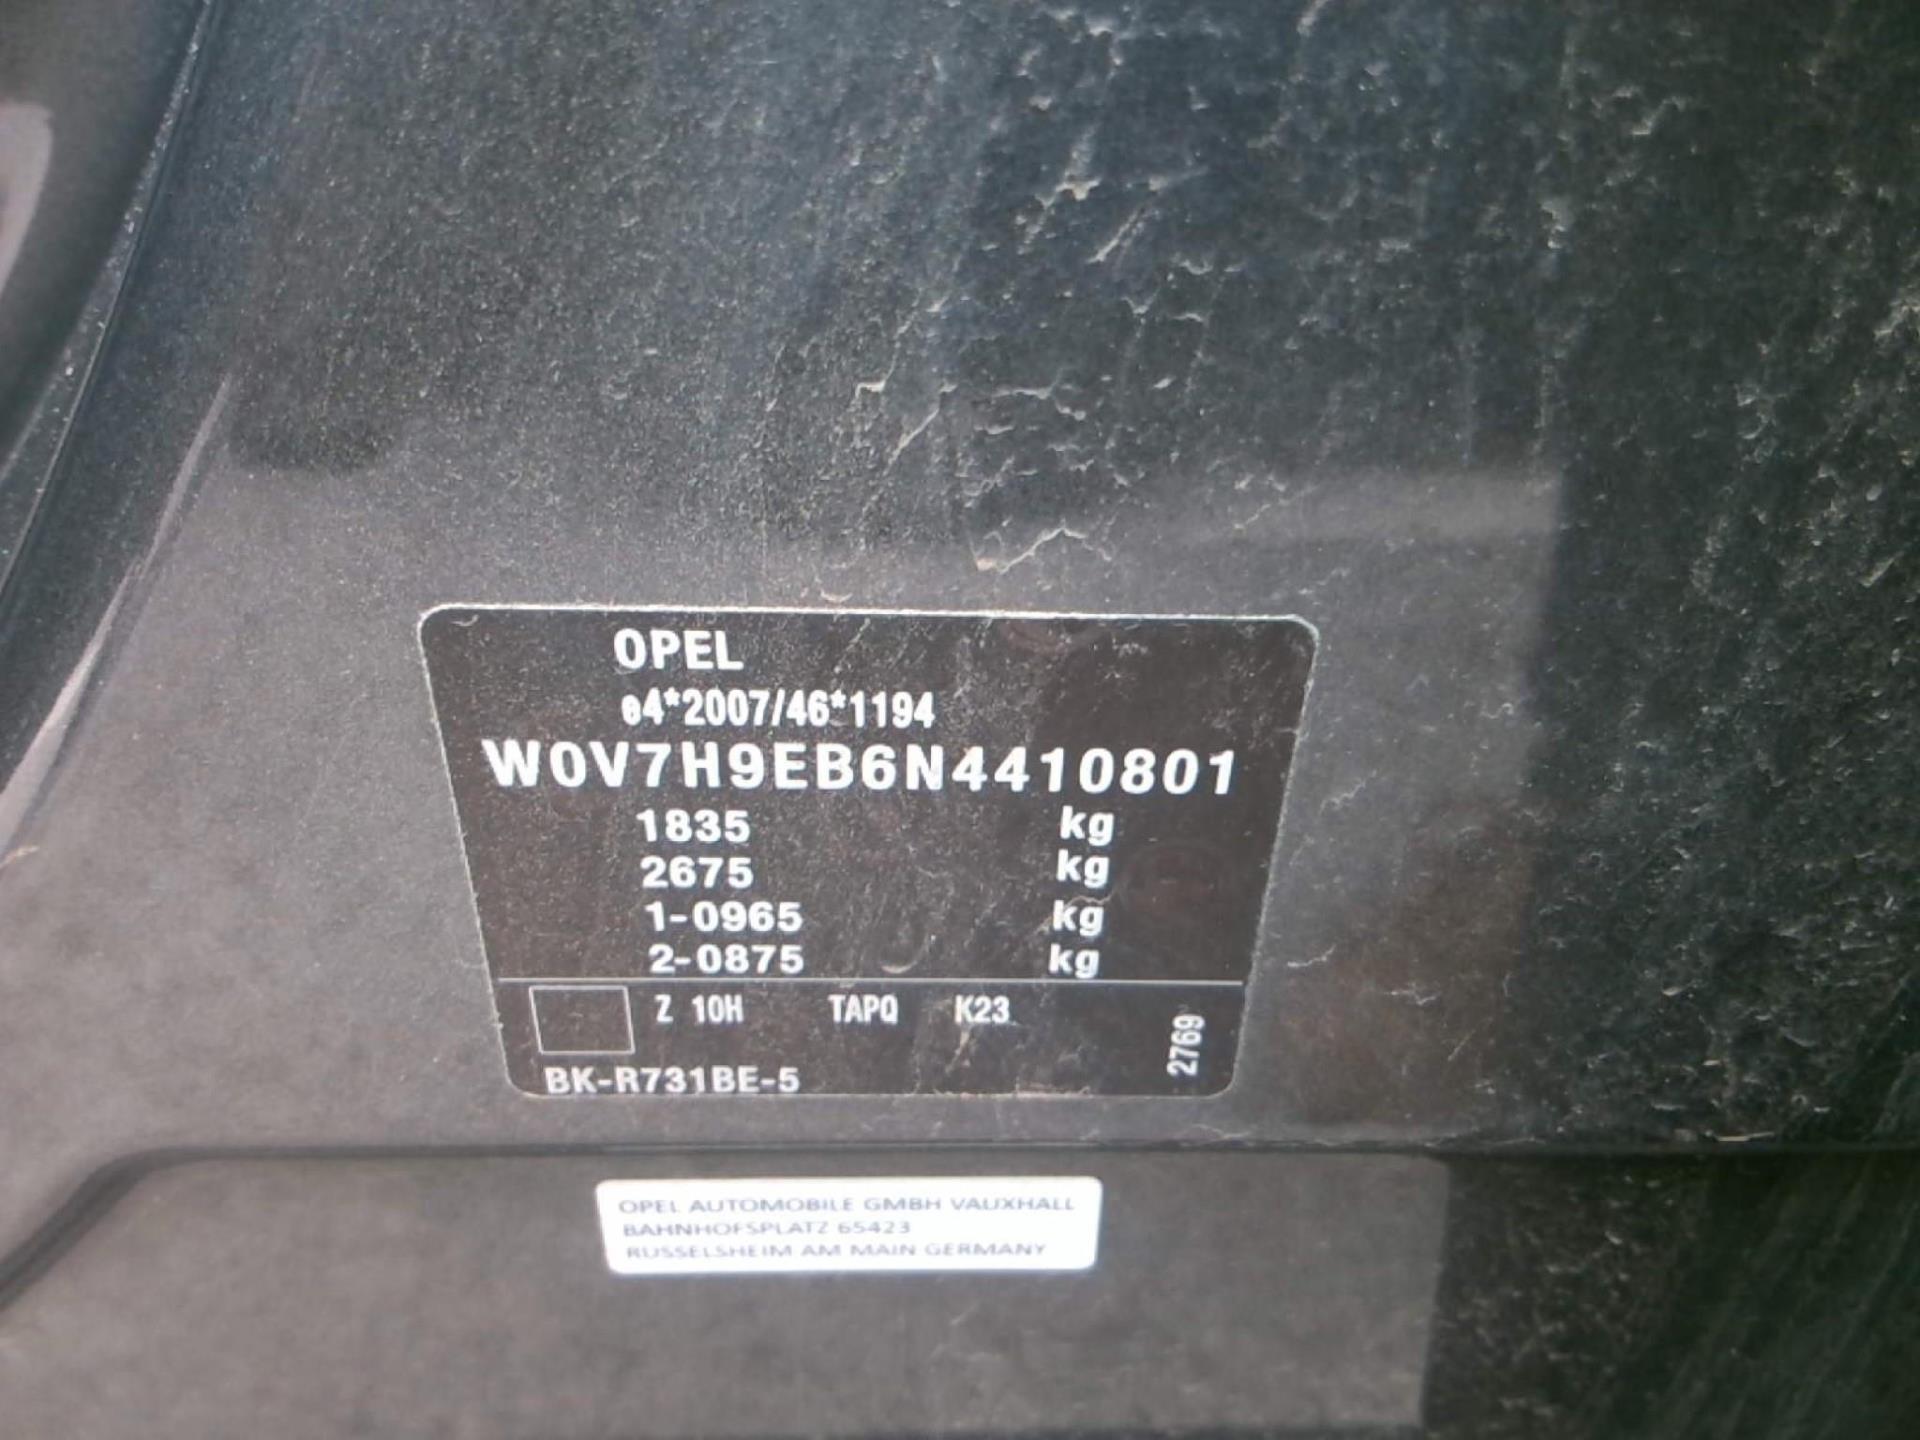 OPEL
e4*2007/46*1194
W0V7H9EB6N4410801
1835 kg
2675 kg
1-0965 kg
2-0875 kg
Z 10H TAPQ K23
2769
BK-R731BE-5
OPEL AUTOMOBILE GMBH VAUXHALL
BAHNHOFSPLATZ 65423
RUSSELSHEIM AM MAIN GERMANY